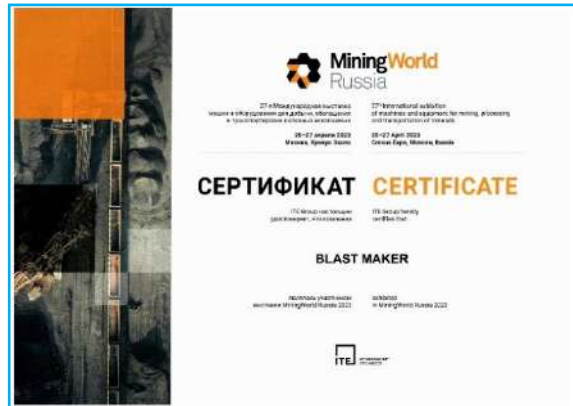 MiningWorld
Russia
27-я Международная выставка
машин и оборудования для добычи, обогащения
и транспортировки полезных ископаемых
25–27 апреля 2023
Москва, Крокус Экспо
27th International exhibition
of machines and equipment for mining, processing
and transportation of minerals
25–27 April 2023
Crocus Expo, Moscow, Russia
СЕРТИФИКАТ
CERTIFICATE
ITE Group настоящим
удостоверяет, что компания
ITE Group hereby
certifies that
BLAST MAKER
являлась участником
выставки MiningWorld Russia 2023
exhibited
in MiningWorld Russia 2023
ITE